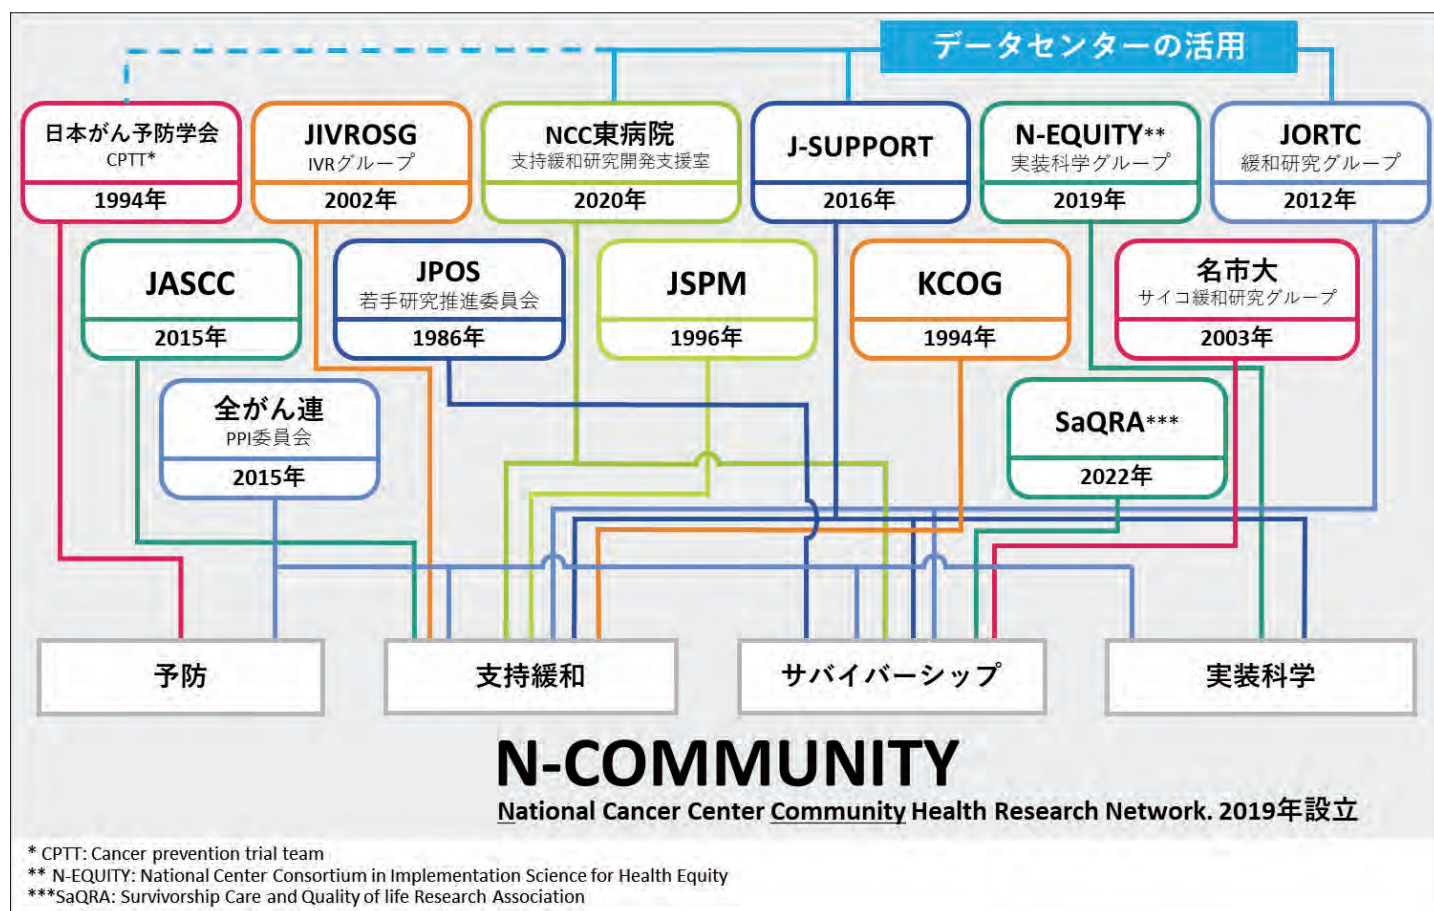 データセンターの活用
日本がん予防学会
CPTT*
1994年
JIVROSG
IVRグループ
2002年
NCC東病院
支持緩和研究開発支援室
2020年
J-SUPPORT
2016年
N-EQUITY**
実装科学グループ
2019年
JORTC
緩和研究グループ
2012年
JASCC
2015年
JPOS
若手研究推進委員会
1986年
JSPM
1996年
KCOG
1994年
名市大
サイコ緩和研究グループ
2003年
全がん連
PPI委員会
2015年
SaQRA***
2022年
予防
支持緩和
サバイバーシップ
実装科学
N-COMMUNITY
National Cancer Center Community Health Research Network. 2019年設立
* CPTT: Cancer prevention trial team
** N-EQUITY: National Center Consortium in Implementation Science for Health Equity
***SaQRA: Survivorship Care and Quality of life Research Association